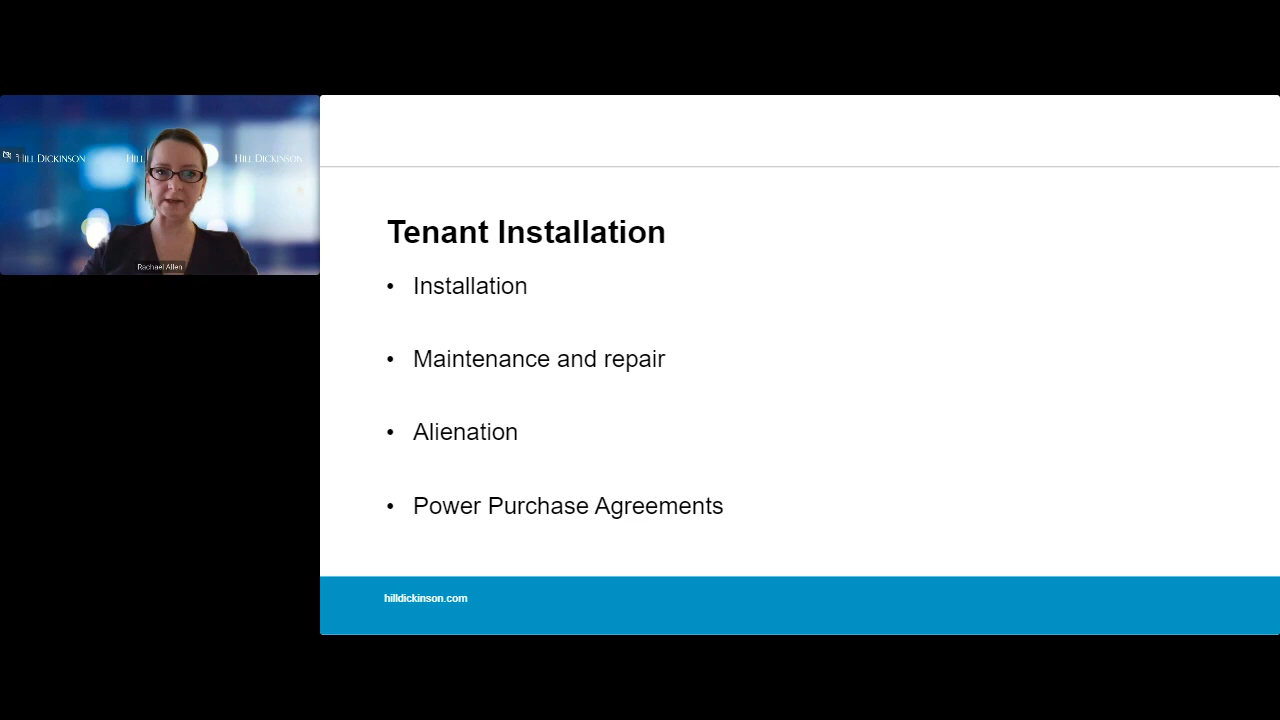 HILL DICKINSON
HILL
HILL DICKINSON
Rachael Allen
Tenant Installation
• Installation
• Maintenance and repair
• Alienation
• Power Purchase Agreements
hilldickinson.com